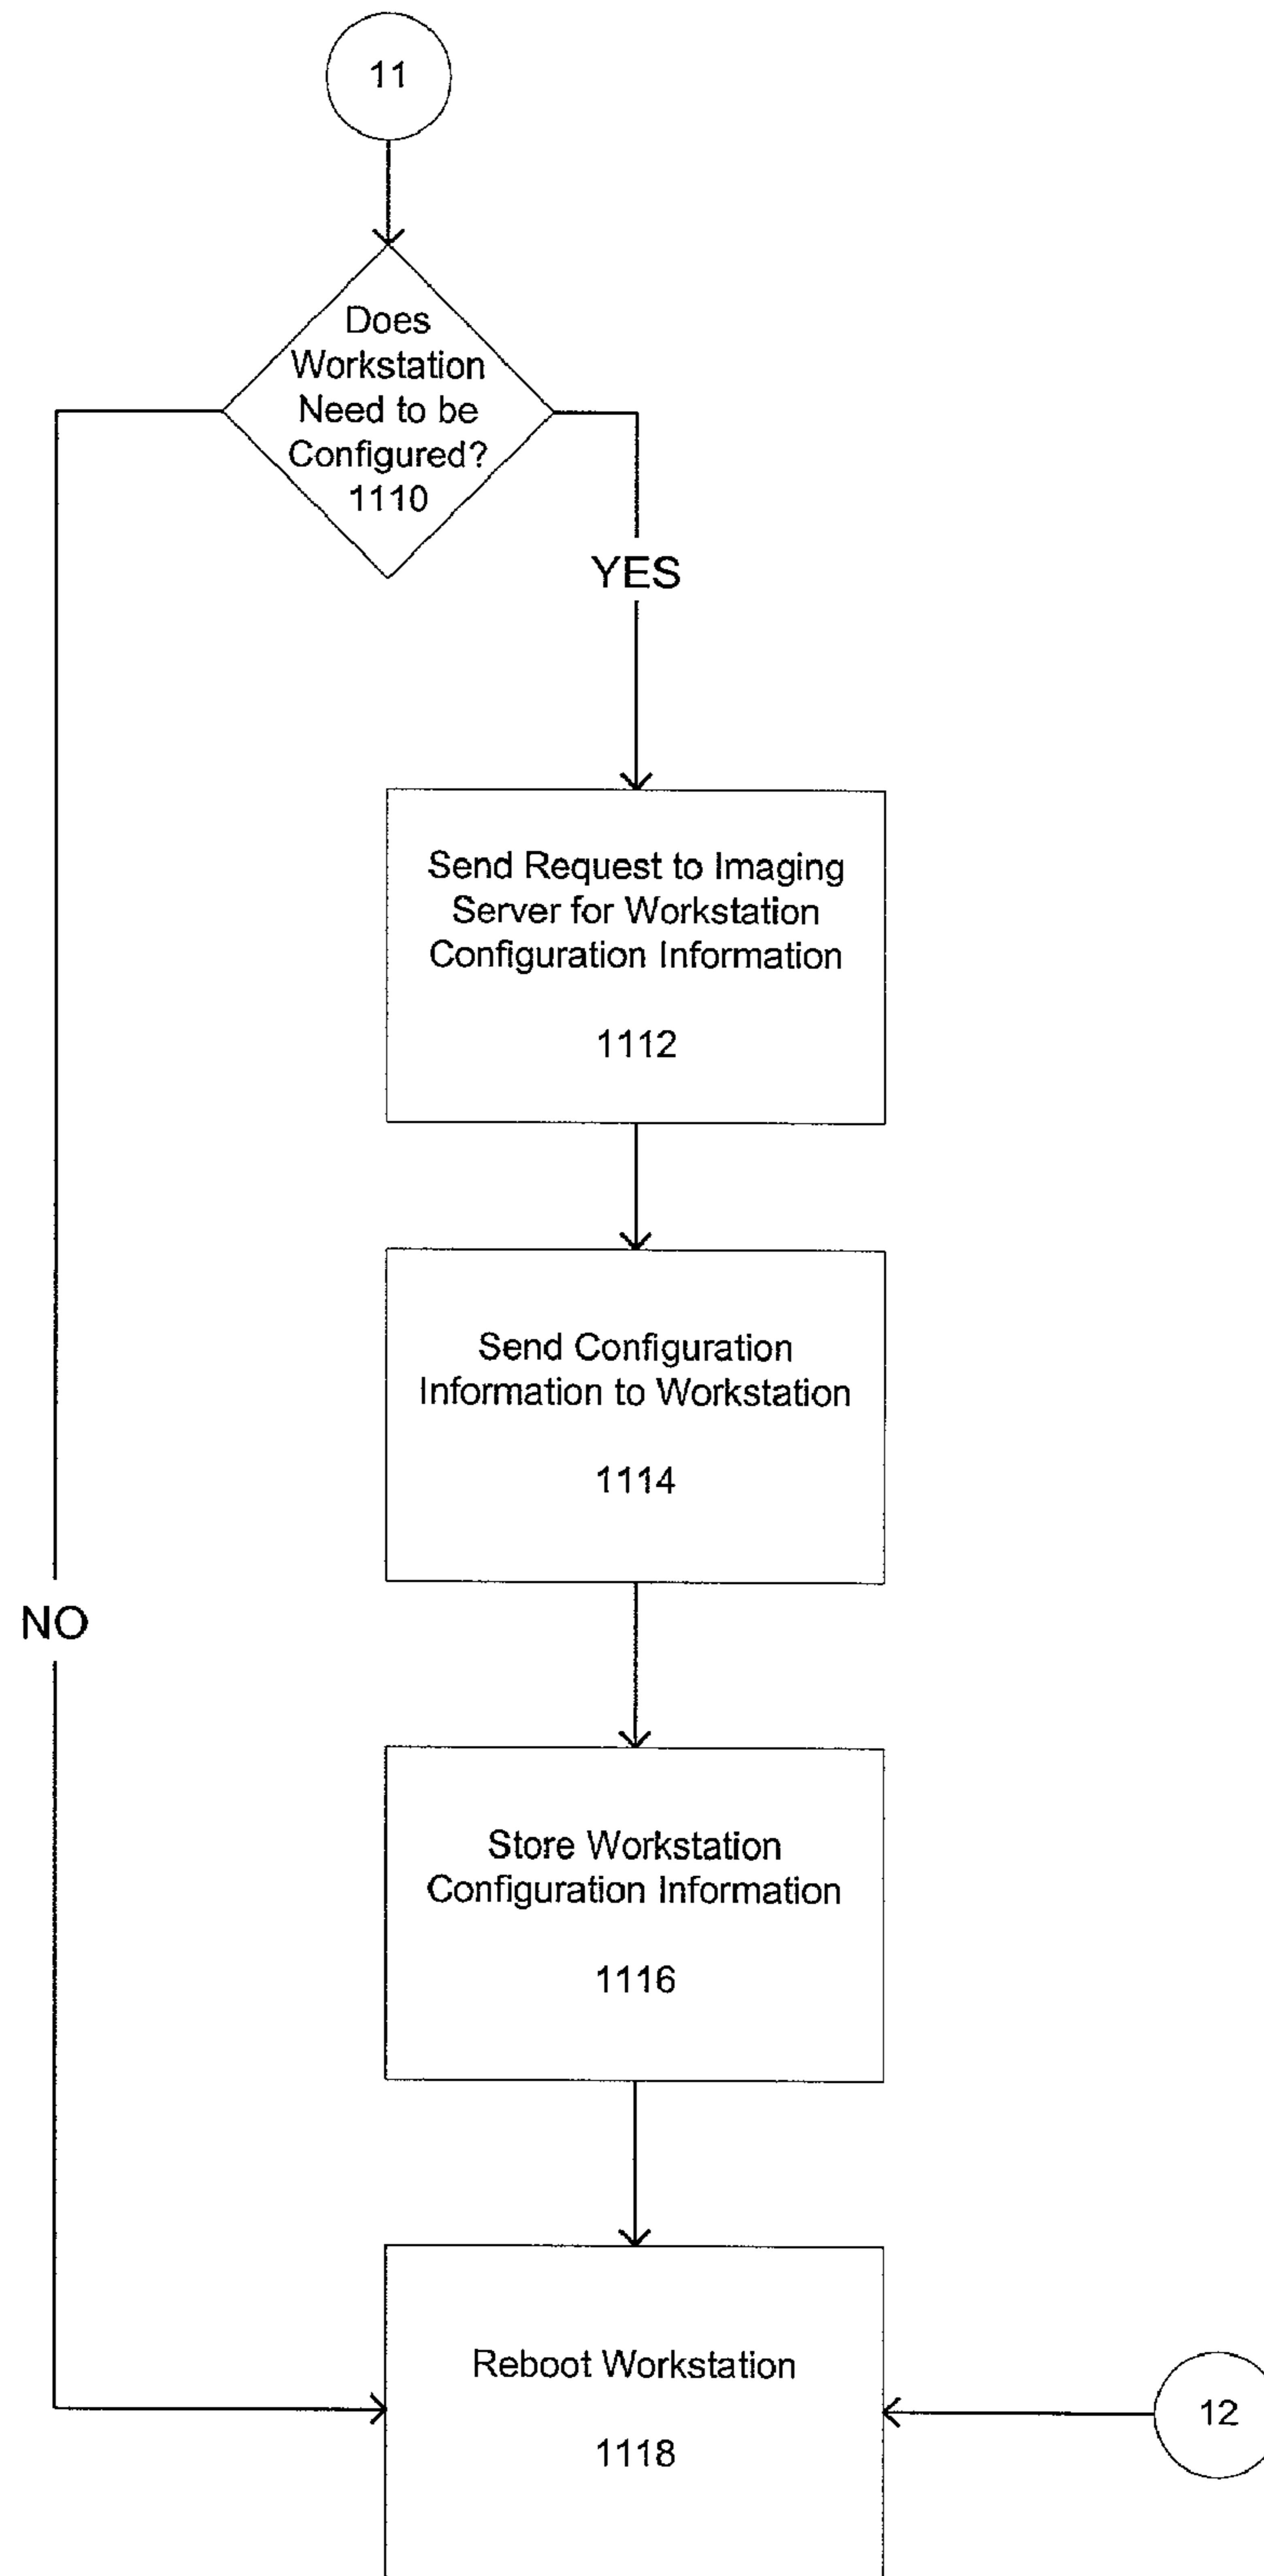 11
Does
Workstation
Need to be
Configured?
1110
YES
Send Request to Imaging
Server for Workstation
Configuration Information
1112
Send Configuration
Information to Workstation
1114
NO
Store Workstation
Configuration Information
1116
Reboot Workstation
1118
12